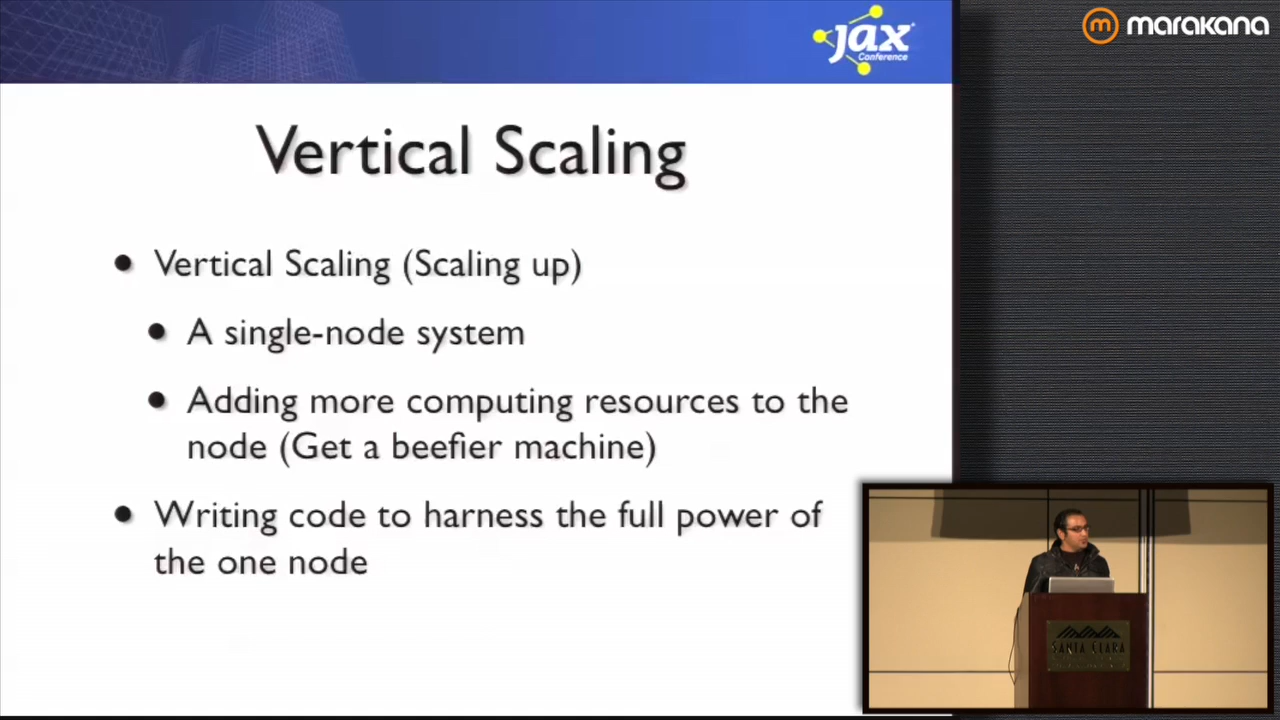 jax
Conference
marakana
Vertical Scaling
• Vertical Scaling (Scaling up)
• A single-node system
• Adding more computing resources to the
node (Get a beefier machine)
• Writing code to harness the full power of
the one node
SANTA CLARA